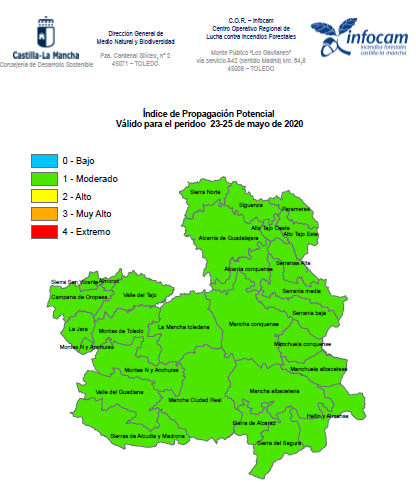 Castilla-La Mancha
Consejería de Desarrollo Sostenible
Dirección General de
Medio Natural y Biodiversidad
Pza. Cardenal Siliceo, nº 2
45071 – TOLEDO
C.O.R. – Infocam
Centro Operativo Regional de
Lucha contra Incendios Forestales
Monte Público "Los Gavilanes"
vía servicio A42 (sentido Madrid) km. 64,8
45008 – TOLEDO
infocam
incendios forestales
castilla-la mancha
Índice de Propagación Potencial
Válido para el periodo 23-25 de mayo de 2020
0 - Bajo
1 - Moderado
2 - Alto
3 - Muy Alto
4 - Extremo
Sierra Norte
Siguenza
Parameras
Alto Tajo Oeste
Alto Tajo Este
Alcarria de Guadalajara
Serranía Alta
Alcarria conquense
Sierra San Vicente
Almorox
Serranía media
Campana de Oropesa
Valle del Tajo
Serranía baja
La Jara
Montes de Toledo
La Mancha toledana
Mancha conquense
Manchuela conquense
Montes N y Anchuras
Montes N y Anchuras
Manchuela albacetena
Valle del Guadiana
Mancha Ciudad Real
Mancha albacetena
Hellin y Almansa
Sierra de Alcaraz
Sierras de Alcudia y Madrona
Sierra del Segura